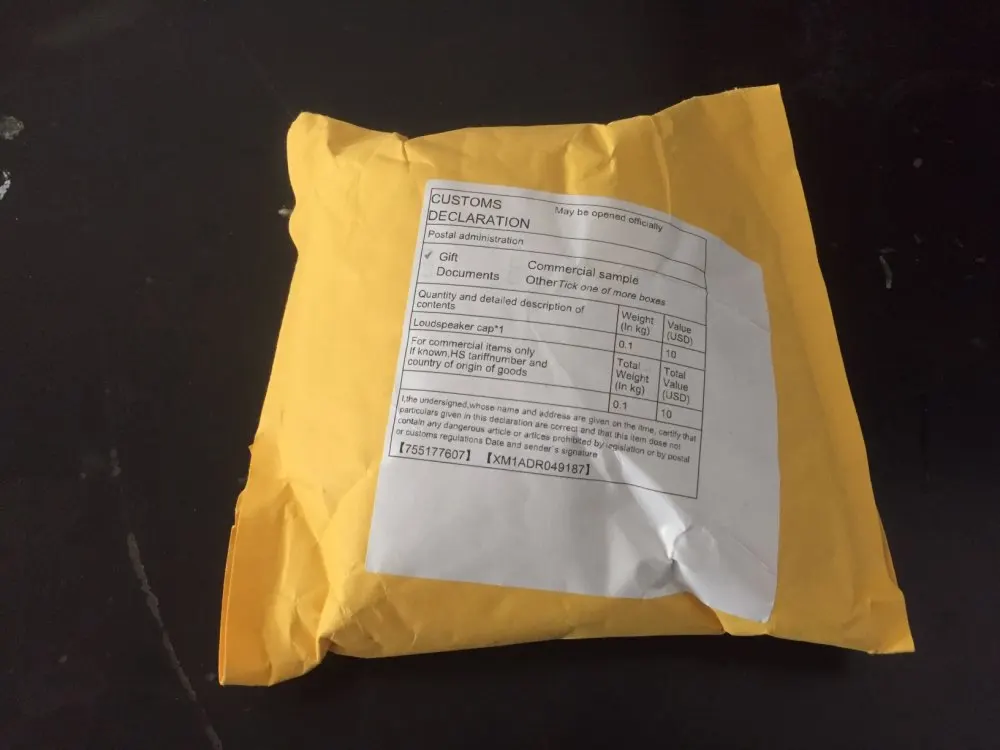 CUSTOMS
DECLARATION
May be opened officially
Postal administration
✓ Gift
Commercial sample
Documents
OtherTick one of more boxes
Quantity and detailed description of
contents
Weight
(In kg)
Value
(USD)
Loudspeaker cap*1
0.1
10
For commercial items only
If known,HS tariffnumber and
country of origin of goods
Total
Weight
(In kg)
Total
Value
(USD)
0.1
10
I,the undersigned,whose name and address are given on the itme, certify that
particulars given in this declaration are correct and that this item dose not
contain any dangerous article or artices prohibited by legislation or by postal
or customs regulations Date and sender's signature
【755177607】 【XM1ADR049187】